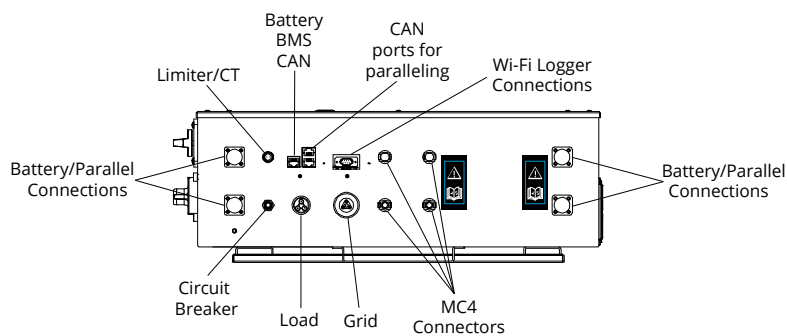 Battery
BMS
CAN
CAN
ports for
paralleling
Limiter/CT
Wi-Fi Logger
Connections
Battery/Parallel
Connections
Battery/Parallel
Connections
Circuit
Breaker
Load
Grid
MC4
Connectors